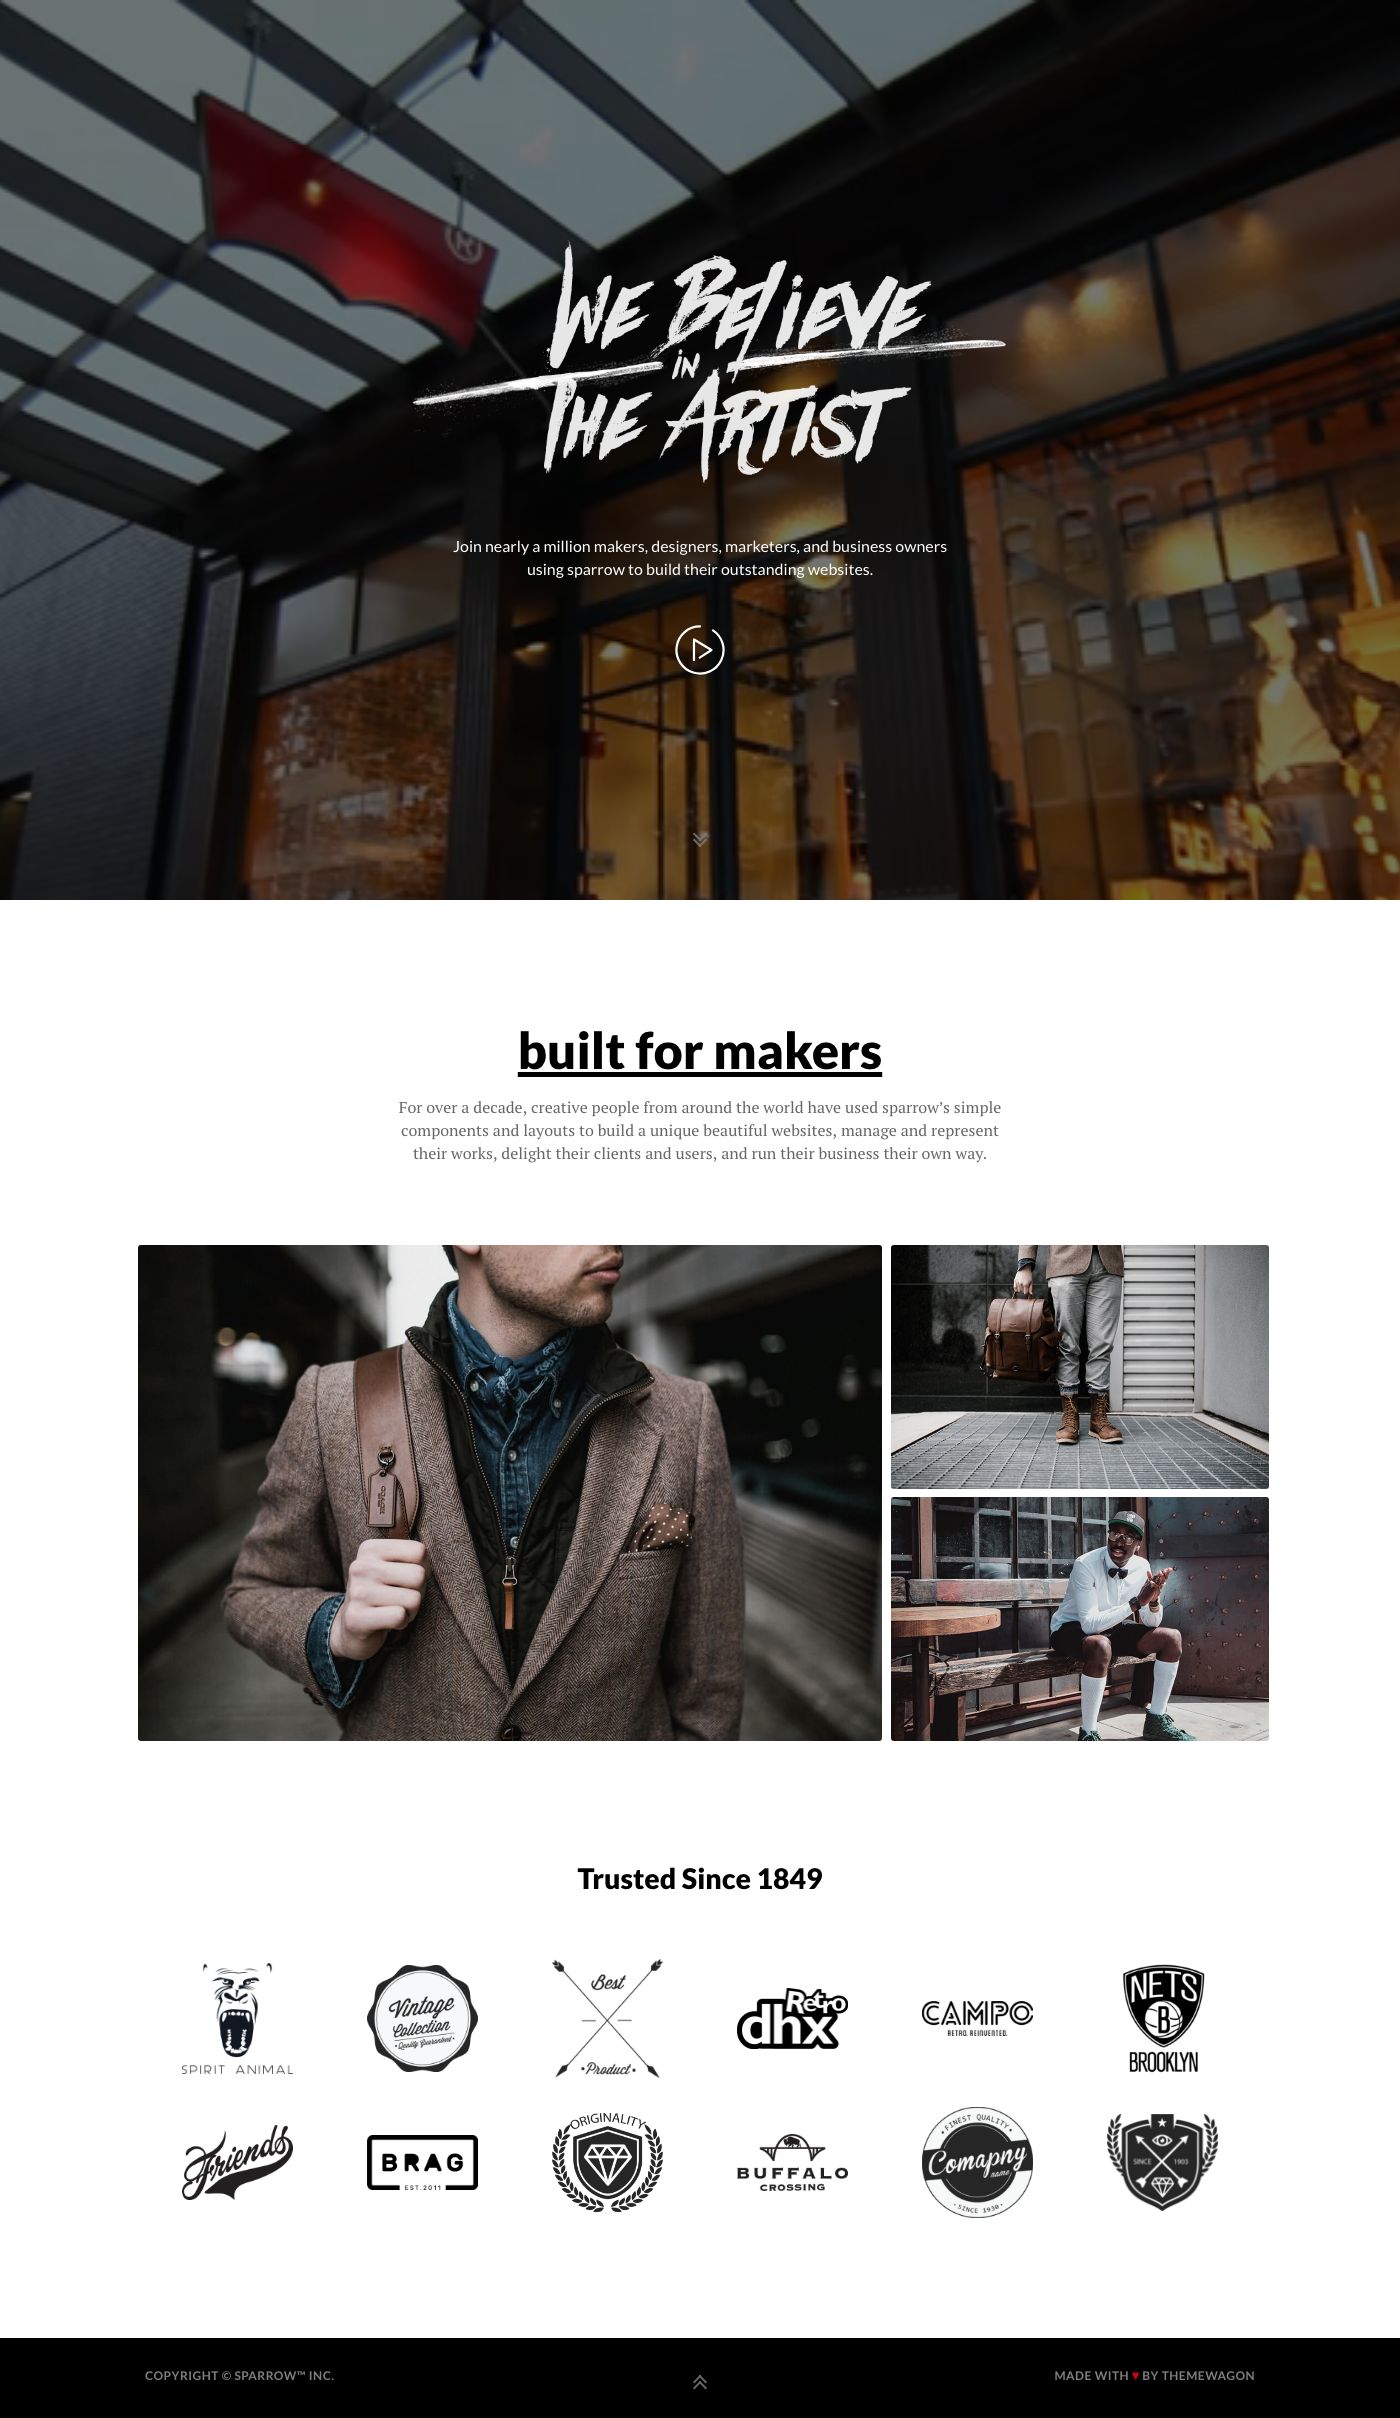 We Believe
in
The Artist
Join nearly a million makers, designers, marketers, and business owners
using sparrow to build their outstanding websites.
built for makers
For over a decade, creative people from around the world have used sparrow’s simple
components and layouts to build a unique beautiful websites, manage and represent
their works, delight their clients and users, and run their business their own way.
Trusted Since 1849
SPIRIT ANIMAL
Vintage
Collection
• Quality Guaranteed •
Best
• Product •
Retro
dhx
CAMPO
RETRO. REINVENTED.
NETS
B
BROOKLYN
Friends
BRAG
EST.2011
ORIGINALITY
BUFFALO
CROSSING
• FINEST QUALITY •
Comapny
name
• SINCE 1930 •
SINCE 1903
COPYRIGHT © SPARROW™ INC.
MADE WITH ♥ BY THEMEWAGON